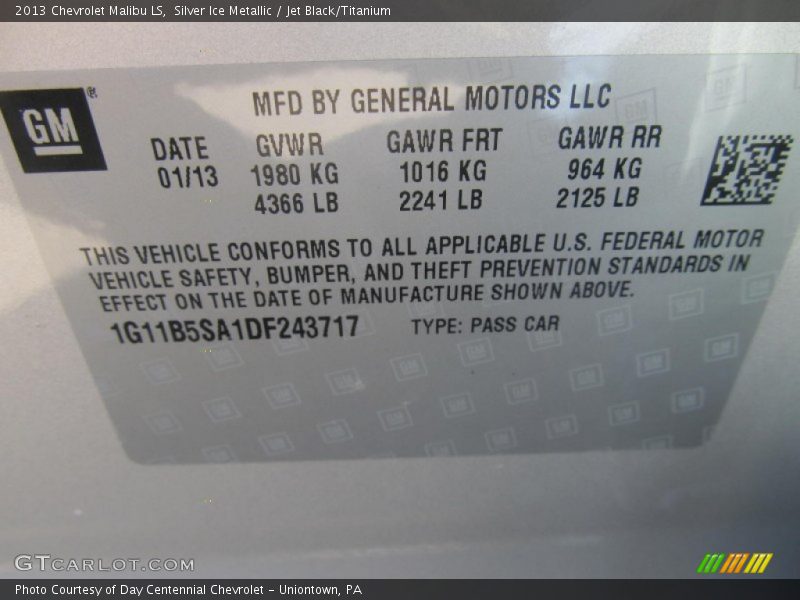 2013 Chevrolet Malibu LS, Silver Ice Metallic / Jet Black/Titanium
GM®
MFD BY GENERAL MOTORS LLC
DATE GVWR GAWR FRT GAWR RR
01/13 1980 KG 1016 KG 964 KG
4366 LB 2241 LB 2125 LB
THIS VEHICLE CONFORMS TO ALL APPLICABLE U.S. FEDERAL MOTOR
VEHICLE SAFETY, BUMPER, AND THEFT PREVENTION STANDARDS IN
EFFECT ON THE DATE OF MANUFACTURE SHOWN ABOVE.
1G11B5SA1DF243717 TYPE: PASS CAR
GTCARLOT.COM
Photo Courtesy of Day Centennial Chevrolet - Uniontown, PA